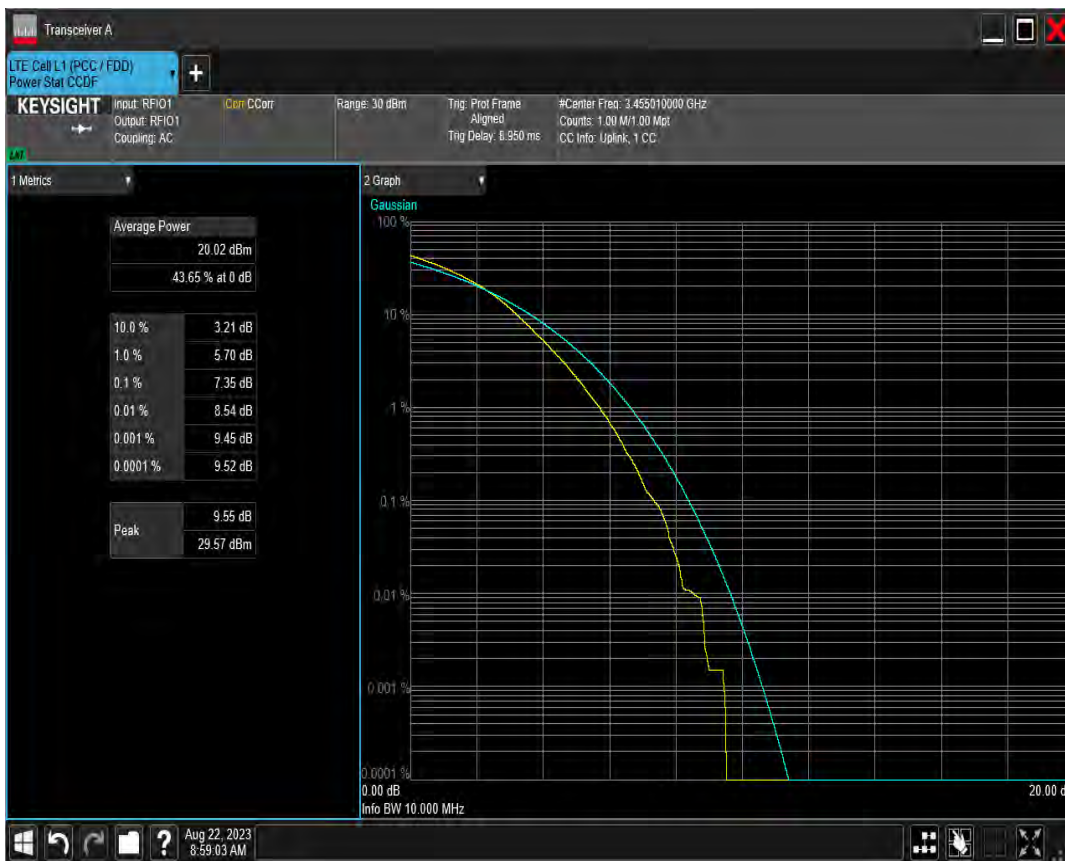 Transceiver A
LTE Cell L1 (PCC / FDD)
Power Stat CCDF
+
KEYSIGHT
Input: RFIO1
Output: RFIO1
Coupling: AC
Corr CCorr
Range: 30 dBm
Trig: Prot Frame
Aligned
Trig Delay: 8.950 ms
#Center Freq: 3.455010000 GHz
Counts: 1.00 M/1.00 Mpt
CC Info: Uplink, 1 CC
1 Metrics
Average Power
20.02 dBm
43.65 % at 0 dB
10.0 % 3.21 dB
1.0 % 5.70 dB
0.1 % 7.35 dB
0.01 % 8.54 dB
0.001 % 9.45 dB
0.0001 % 9.52 dB
Peak
9.55 dB
29.57 dBm
2 Graph
Gaussian
100 %
10 %
1 %
0.1 %
0.01 %
0.001 %
0.0001 %
0.00 dB
20.00 d
Info BW 10.000 MHz
?
Aug 22, 2023
8:59:03 AM